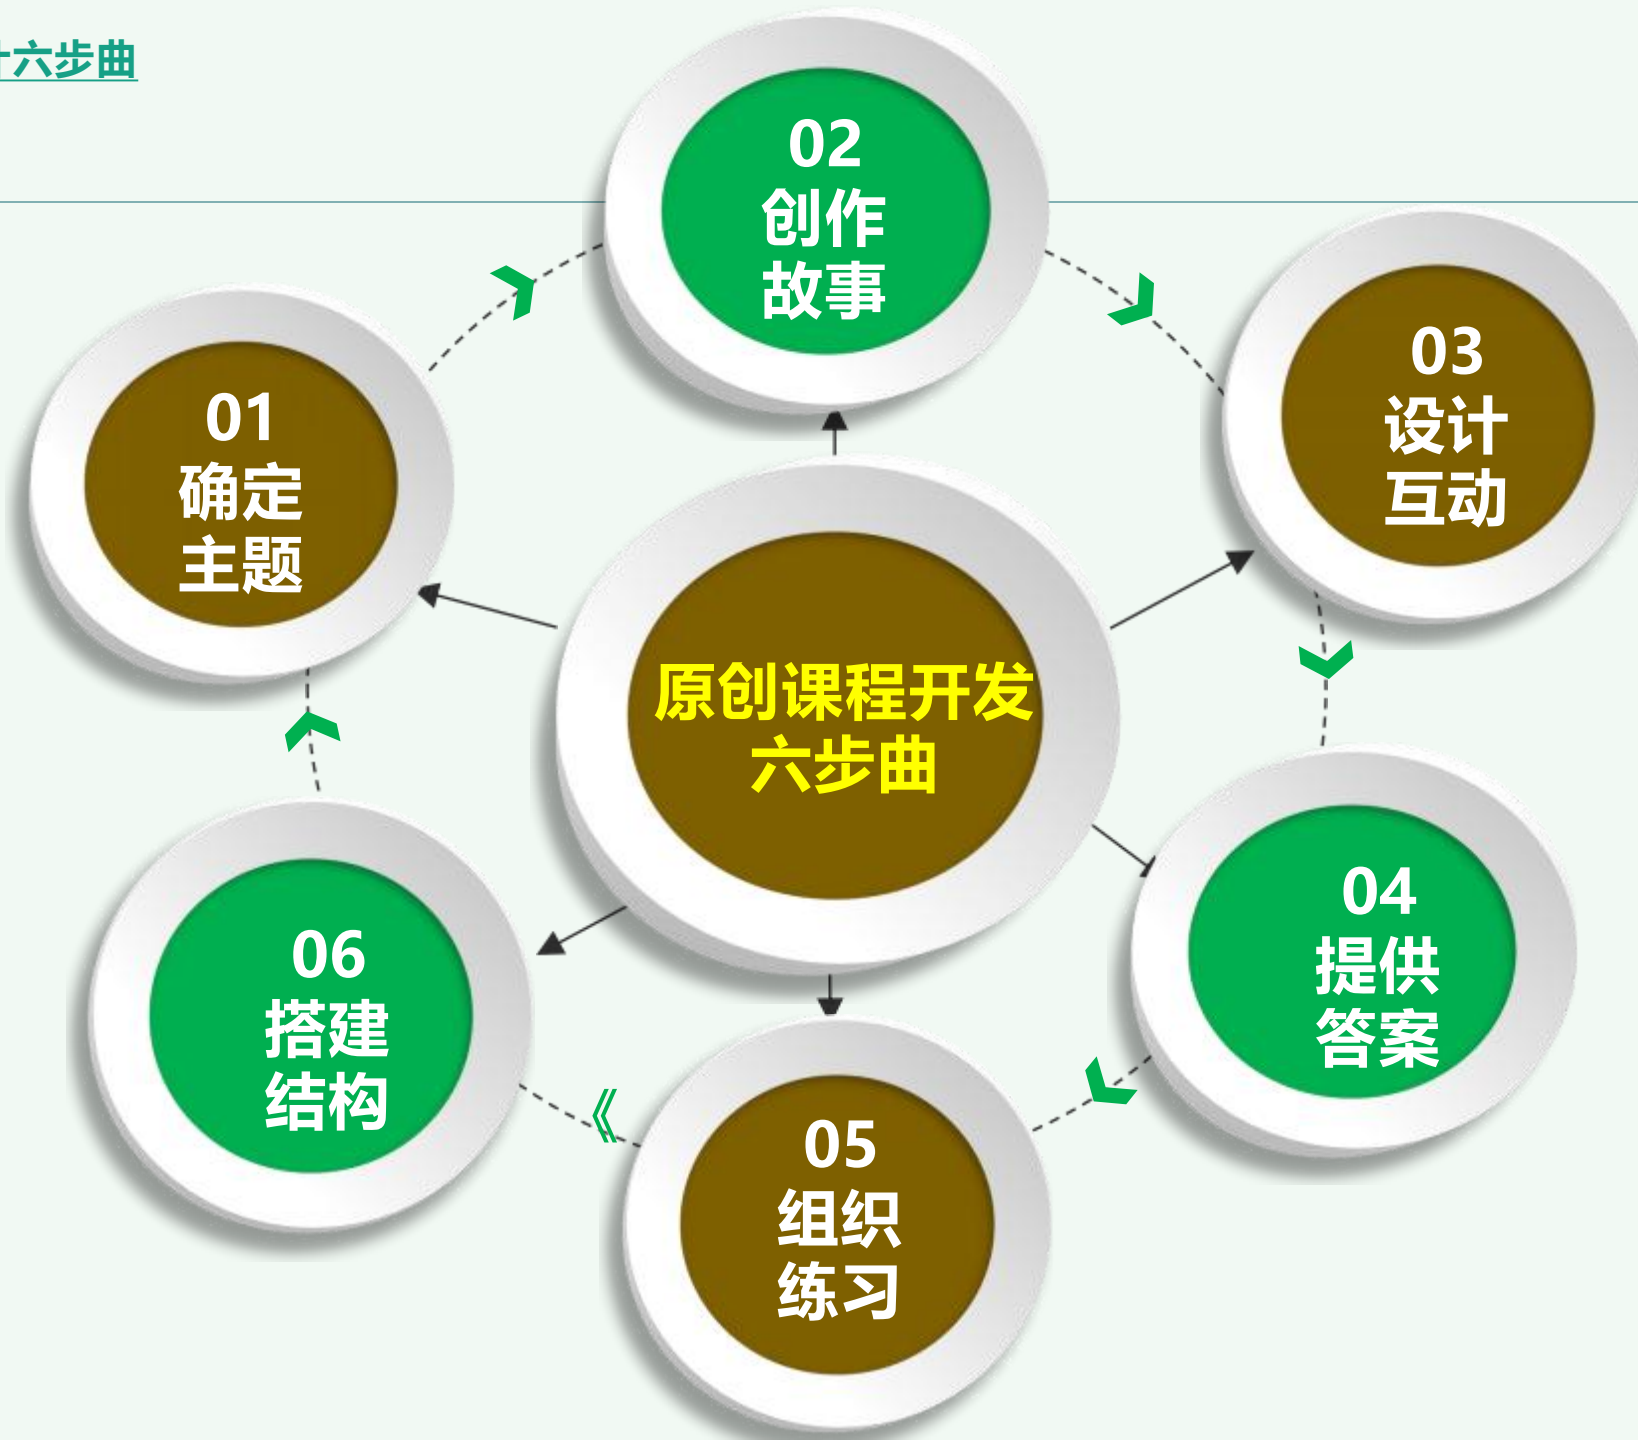 计六步曲
02
创作
故事
03
设计
互动
01
确定
主题
原创课程开发
六步曲
04
提供
答案
06
搭建
结构
05
组织
练习